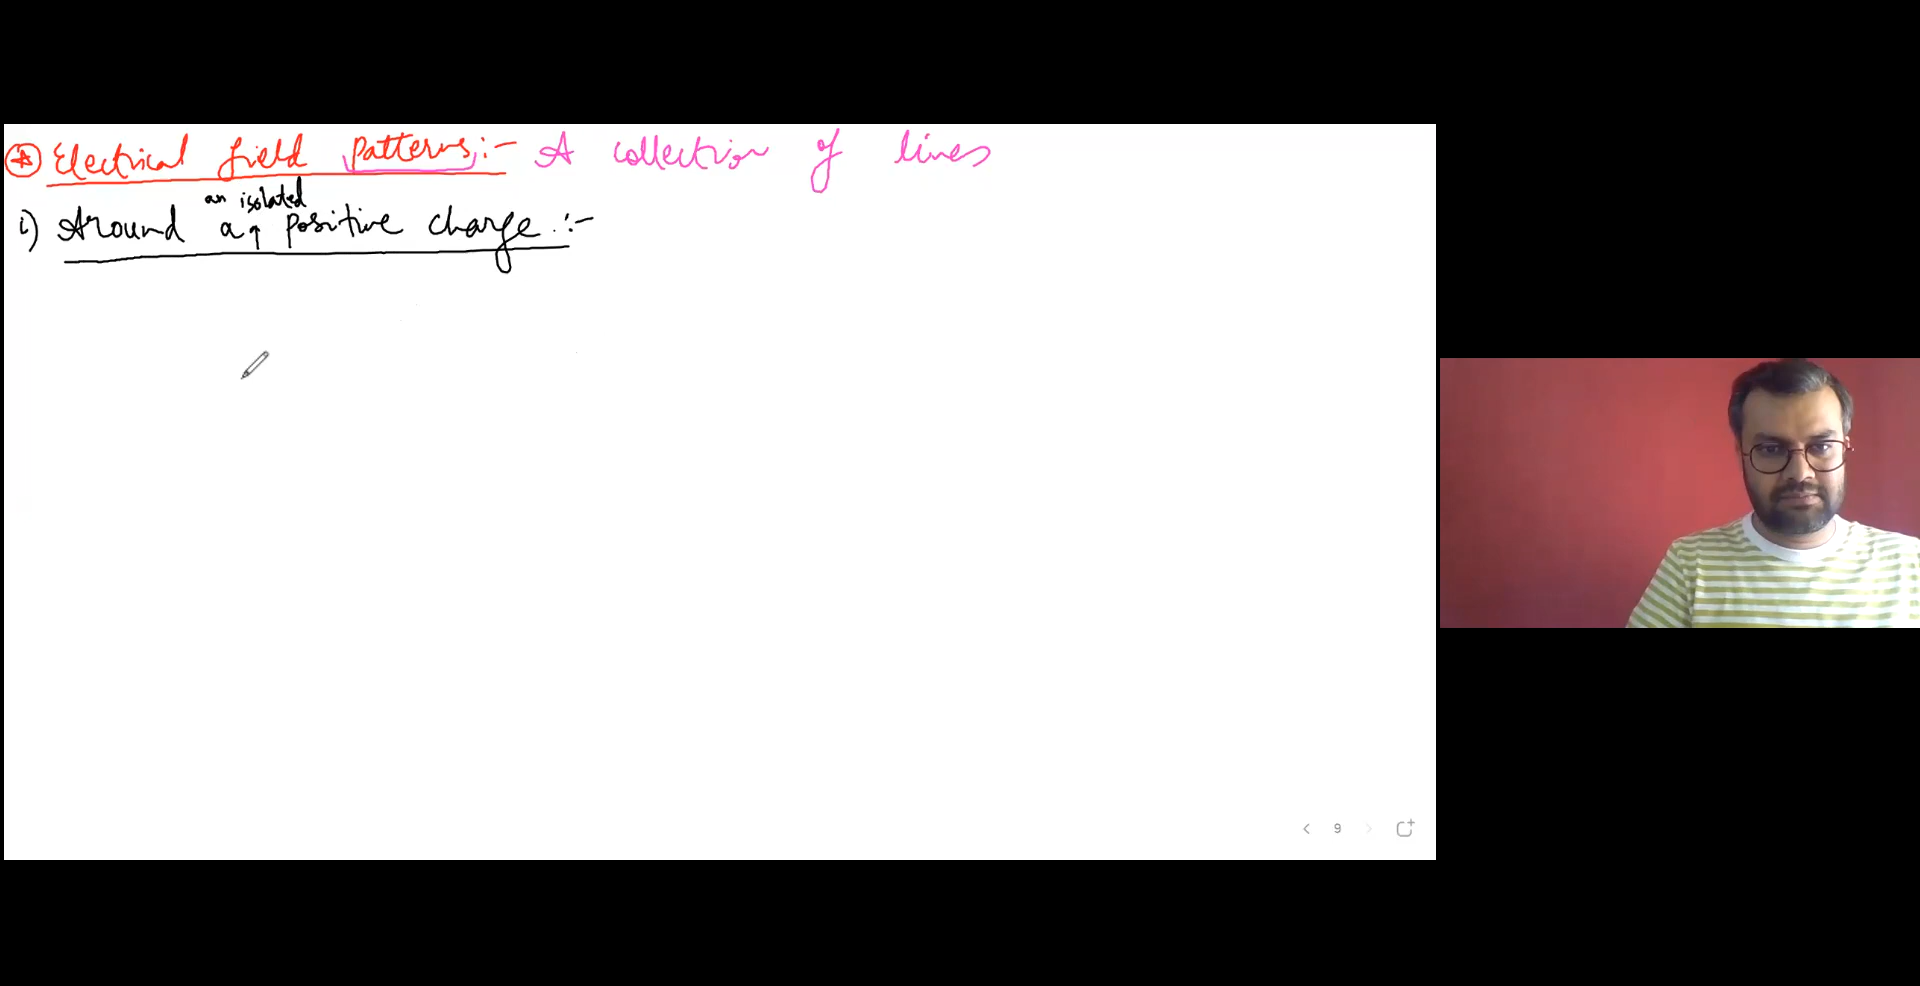 Electrical field patterns:- A collection of lines
an isolated
i) Around a positive charge :-
9